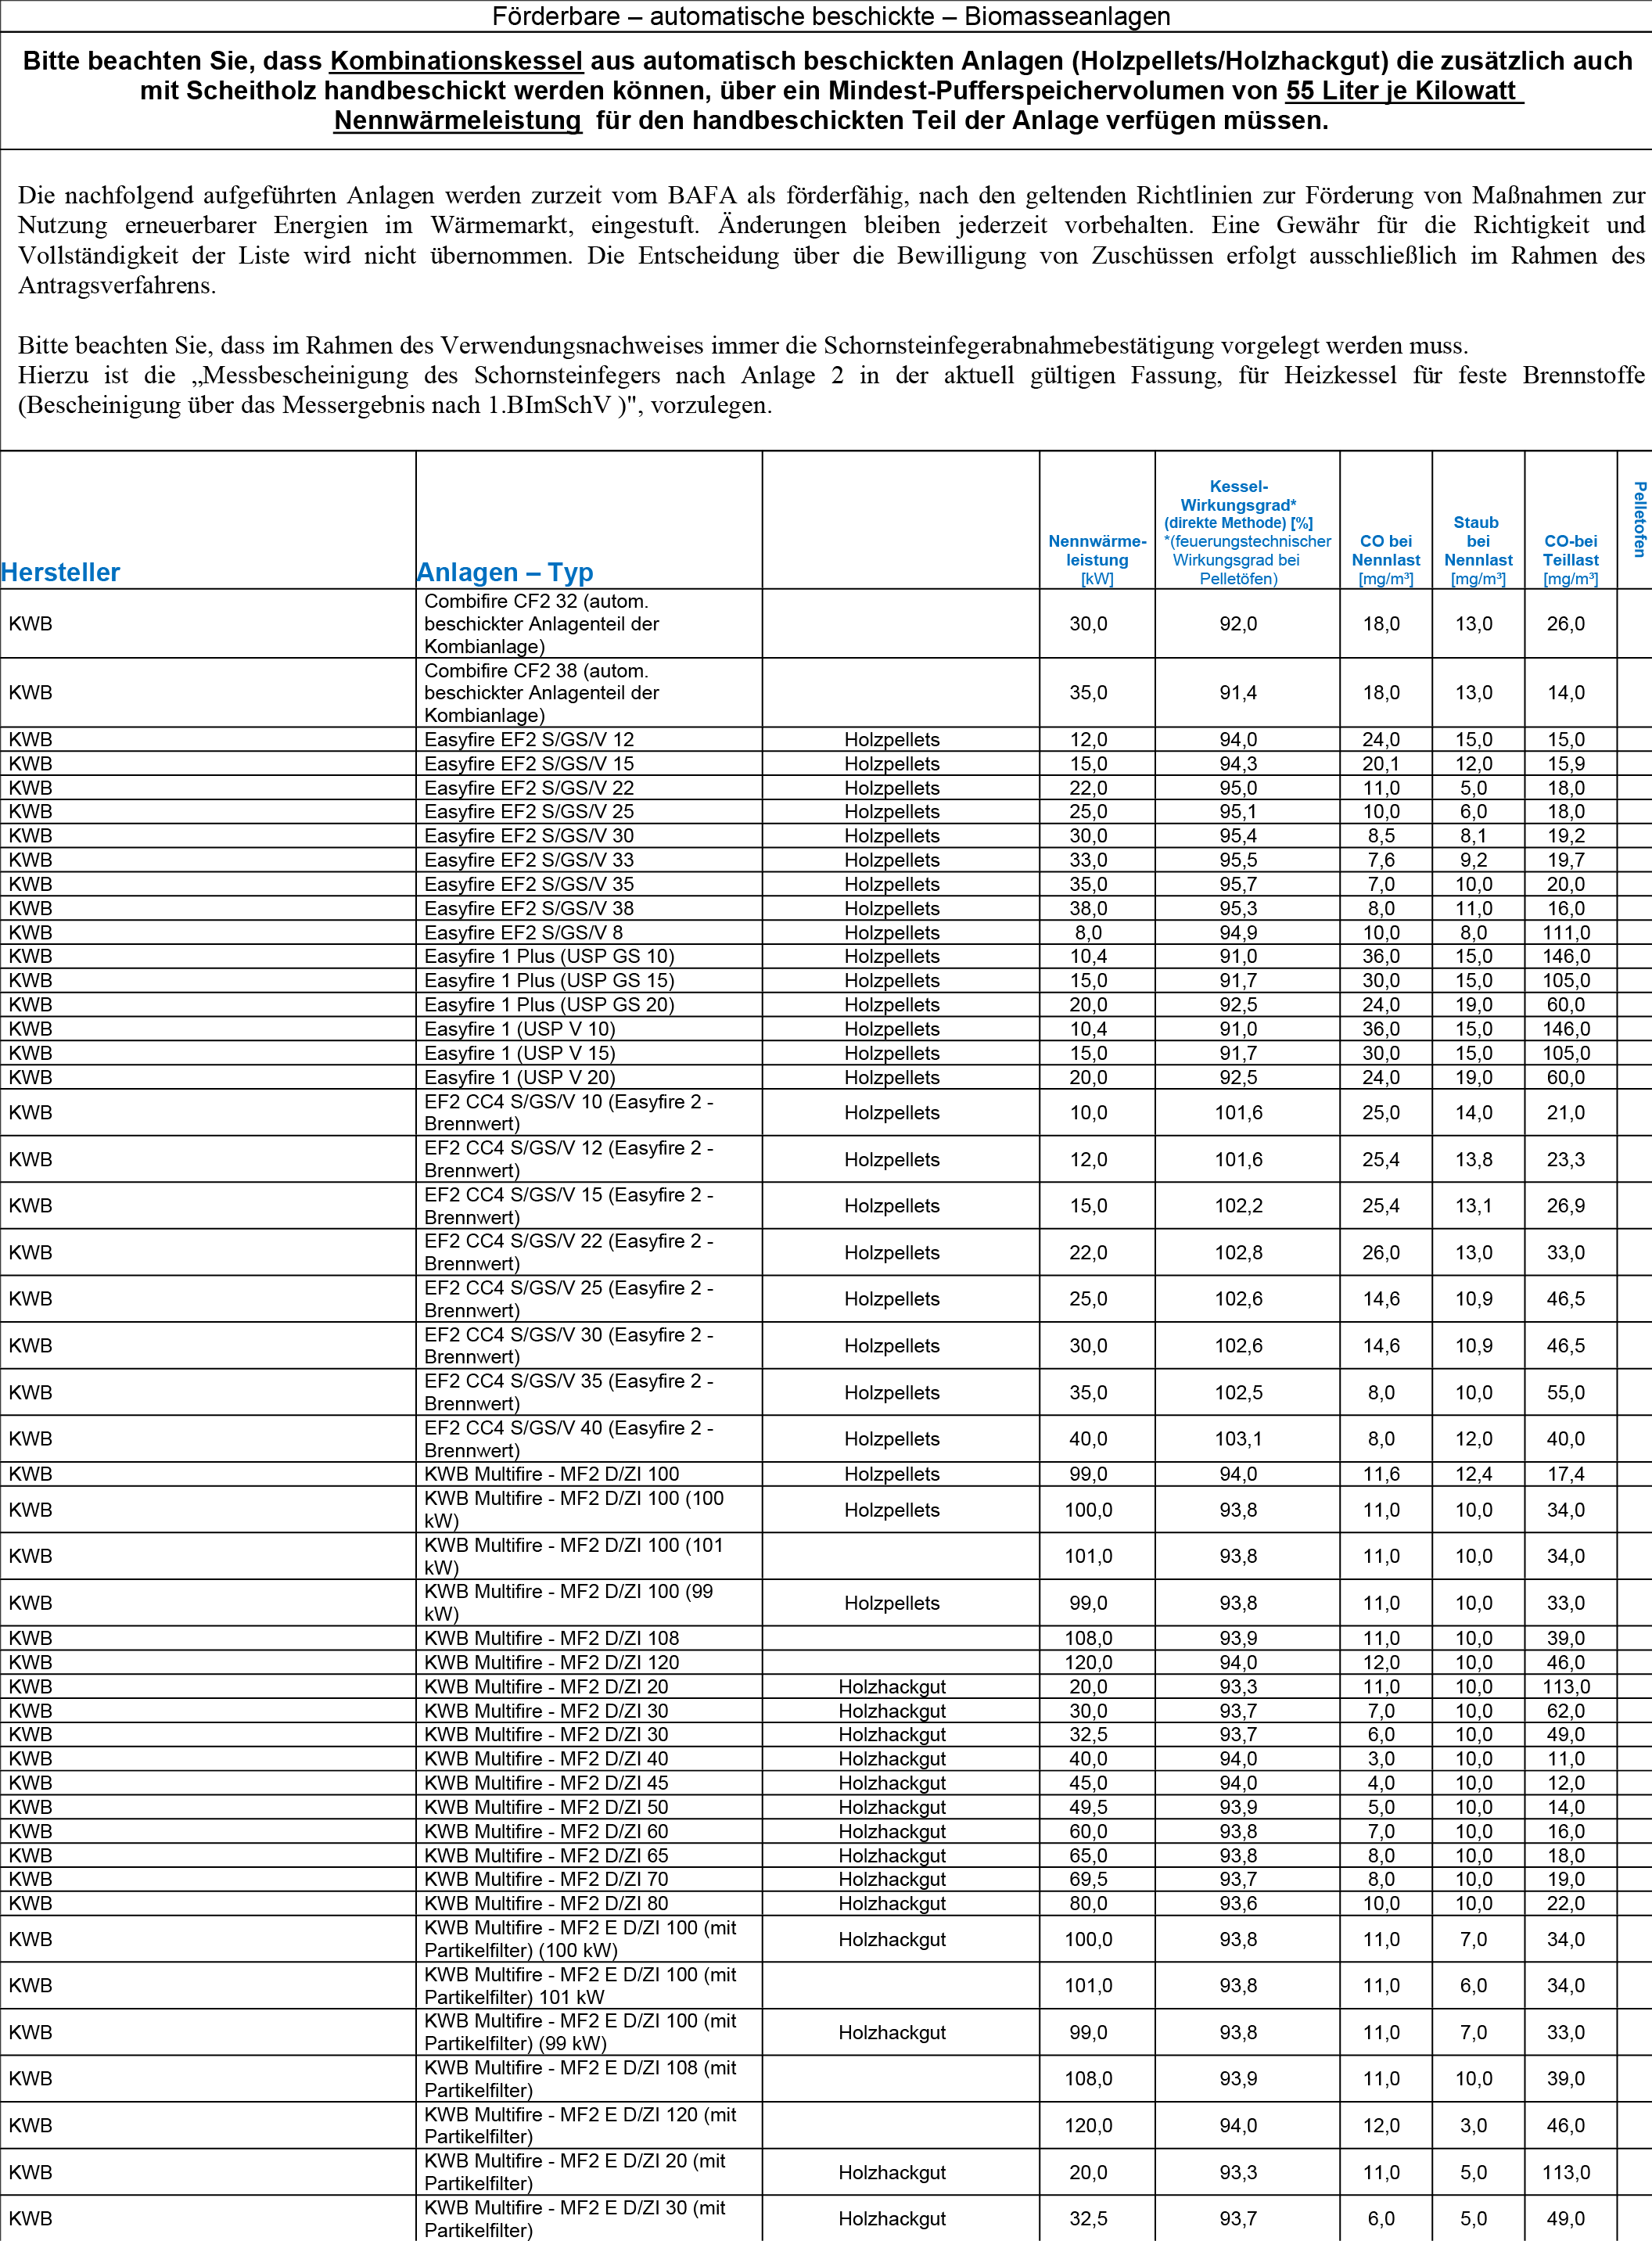 Förderbare – automatische beschickte – Biomasseanlagen
Bitte beachten Sie, dass Kombinationskessel aus automatisch beschickten Anlagen (Holzpellets/Holzhackgut) die zusätzlich auch
mit Scheitholz handbeschickt werden können, über ein Mindest-Pufferspeichervolumen von 55 Liter je Kilowatt
Nennwärmeleistung für den handbeschickten Teil der Anlage verfügen müssen.
Die nachfolgend aufgeführten Anlagen werden zurzeit vom BAFA als förderfähig, nach den geltenden Richtlinien zur Förderung von Maßnahmen zur
Nutzung erneuerbarer Energien im Wärmemarkt, eingestuft. Änderungen bleiben jederzeit vorbehalten. Eine Gewähr für die Richtigkeit und
Vollständigkeit der Liste wird nicht übernommen. Die Entscheidung über die Bewilligung von Zuschüssen erfolgt ausschließlich im Rahmen des
Antragsverfahrens.
Bitte beachten Sie, dass im Rahmen des Verwendungsnachweises immer die Schornsteinfegerabnahmebestätigung vorgelegt werden muss.
Hierzu ist die „Messbescheinigung des Schornsteinfegers nach Anlage 2 in der aktuell gültigen Fassung, für Heizkessel für feste Brennstoffe
(Bescheinigung über das Messergebnis nach 1.BImSchV )", vorzulegen.
Hersteller
Anlagen – Typ
Nennwärme-
leistung
[kW]
Kessel-
Wirkungsgrad*
(direkte Methode) [%]
*(feuerungstechnischer
Wirkungsgrad bei
Pelletöfen)
CO bei
Nennlast
[mg/m³]
Staub
bei
Nennlast
[mg/m³]
CO-bei
Teillast
[mg/m³]
Pelletofen
KWB Combifire CF2 32 (autom.
beschickter Anlagenteil der
Kombianlage) 30,0 92,0 18,0 13,0 26,0
KWB Combifire CF2 38 (autom.
beschickter Anlagenteil der
Kombianlage) 35,0 91,4 18,0 13,0 14,0
KWB Easyfire EF2 S/GS/V 12 Holzpellets 12,0 94,0 24,0 15,0 15,0
KWB Easyfire EF2 S/GS/V 15 Holzpellets 15,0 94,3 20,1 12,0 15,9
KWB Easyfire EF2 S/GS/V 22 Holzpellets 22,0 95,0 11,0 5,0 18,0
KWB Easyfire EF2 S/GS/V 25 Holzpellets 25,0 95,1 10,0 6,0 18,0
KWB Easyfire EF2 S/GS/V 30 Holzpellets 30,0 95,4 8,5 8,1 19,2
KWB Easyfire EF2 S/GS/V 33 Holzpellets 33,0 95,5 7,6 9,2 19,7
KWB Easyfire EF2 S/GS/V 35 Holzpellets 35,0 95,7 7,0 10,0 20,0
KWB Easyfire EF2 S/GS/V 38 Holzpellets 38,0 95,3 8,0 11,0 16,0
KWB Easyfire EF2 S/GS/V 8 Holzpellets 8,0 94,9 10,0 8,0 111,0
KWB Easyfire 1 Plus (USP GS 10) Holzpellets 10,4 91,0 36,0 15,0 146,0
KWB Easyfire 1 Plus (USP GS 15) Holzpellets 15,0 91,7 30,0 15,0 105,0
KWB Easyfire 1 Plus (USP GS 20) Holzpellets 20,0 92,5 24,0 19,0 60,0
KWB Easyfire 1 (USP V 10) Holzpellets 10,4 91,0 36,0 15,0 146,0
KWB Easyfire 1 (USP V 15) Holzpellets 15,0 91,7 30,0 15,0 105,0
KWB Easyfire 1 (USP V 20) Holzpellets 20,0 92,5 24,0 19,0 60,0
KWB EF2 CC4 S/GS/V 10 (Easyfire 2 -
Brennwert) Holzpellets 10,0 101,6 25,0 14,0 21,0
KWB EF2 CC4 S/GS/V 12 (Easyfire 2 -
Brennwert) Holzpellets 12,0 101,6 25,4 13,8 23,3
KWB EF2 CC4 S/GS/V 15 (Easyfire 2 -
Brennwert) Holzpellets 15,0 102,2 25,4 13,1 26,9
KWB EF2 CC4 S/GS/V 22 (Easyfire 2 -
Brennwert) Holzpellets 22,0 102,8 26,0 13,0 33,0
KWB EF2 CC4 S/GS/V 25 (Easyfire 2 -
Brennwert) Holzpellets 25,0 102,6 14,6 10,9 46,5
KWB EF2 CC4 S/GS/V 30 (Easyfire 2 -
Brennwert) Holzpellets 30,0 102,6 14,6 10,9 46,5
KWB EF2 CC4 S/GS/V 35 (Easyfire 2 -
Brennwert) Holzpellets 35,0 102,5 8,0 10,0 55,0
KWB EF2 CC4 S/GS/V 40 (Easyfire 2 -
Brennwert) Holzpellets 40,0 103,1 8,0 12,0 40,0
KWB KWB Multifire - MF2 D/ZI 100 Holzpellets 99,0 94,0 11,6 12,4 17,4
KWB KWB Multifire - MF2 D/ZI 100 (100
kW) Holzpellets 100,0 93,8 11,0 10,0 34,0
KWB KWB Multifire - MF2 D/ZI 100 (101
kW) 101,0 93,8 11,0 10,0 34,0
KWB KWB Multifire - MF2 D/ZI 100 (99
kW) Holzpellets 99,0 93,8 11,0 10,0 33,0
KWB KWB Multifire - MF2 D/ZI 108 108,0 93,9 11,0 10,0 39,0
KWB KWB Multifire - MF2 D/ZI 120 120,0 94,0 12,0 10,0 46,0
KWB KWB Multifire - MF2 D/ZI 20 Holzhackgut 20,0 93,3 11,0 10,0 113,0
KWB KWB Multifire - MF2 D/ZI 30 Holzhackgut 30,0 93,7 7,0 10,0 62,0
KWB KWB Multifire - MF2 D/ZI 30 Holzhackgut 32,5 93,7 6,0 10,0 49,0
KWB KWB Multifire - MF2 D/ZI 40 Holzhackgut 40,0 94,0 3,0 10,0 11,0
KWB KWB Multifire - MF2 D/ZI 45 Holzhackgut 45,0 94,0 4,0 10,0 12,0
KWB KWB Multifire - MF2 D/ZI 50 Holzhackgut 49,5 93,9 5,0 10,0 14,0
KWB KWB Multifire - MF2 D/ZI 60 Holzhackgut 60,0 93,8 7,0 10,0 16,0
KWB KWB Multifire - MF2 D/ZI 65 Holzhackgut 65,0 93,8 8,0 10,0 18,0
KWB KWB Multifire - MF2 D/ZI 70 Holzhackgut 69,5 93,7 8,0 10,0 19,0
KWB KWB Multifire - MF2 D/ZI 80 Holzhackgut 80,0 93,6 10,0 10,0 22,0
KWB KWB Multifire - MF2 E D/ZI 100 (mit
Partikelfilter) (100 kW) Holzhackgut 100,0 93,8 11,0 7,0 34,0
KWB KWB Multifire - MF2 E D/ZI 100 (mit
Partikelfilter) 101 kW 101,0 93,8 11,0 6,0 34,0
KWB KWB Multifire - MF2 E D/ZI 100 (mit
Partikelfilter) (99 kW) Holzhackgut 99,0 93,8 11,0 7,0 33,0
KWB KWB Multifire - MF2 E D/ZI 108 (mit
Partikelfilter) 108,0 93,9 11,0 10,0 39,0
KWB KWB Multifire - MF2 E D/ZI 120 (mit
Partikelfilter) 120,0 94,0 12,0 3,0 46,0
KWB KWB Multifire - MF2 E D/ZI 20 (mit
Partikelfilter) Holzhackgut 20,0 93,3 11,0 5,0 113,0
KWB KWB Multifire - MF2 E D/ZI 30 (mit
Partikelfilter) Holzhackgut 32,5 93,7 6,0 5,0 49,0